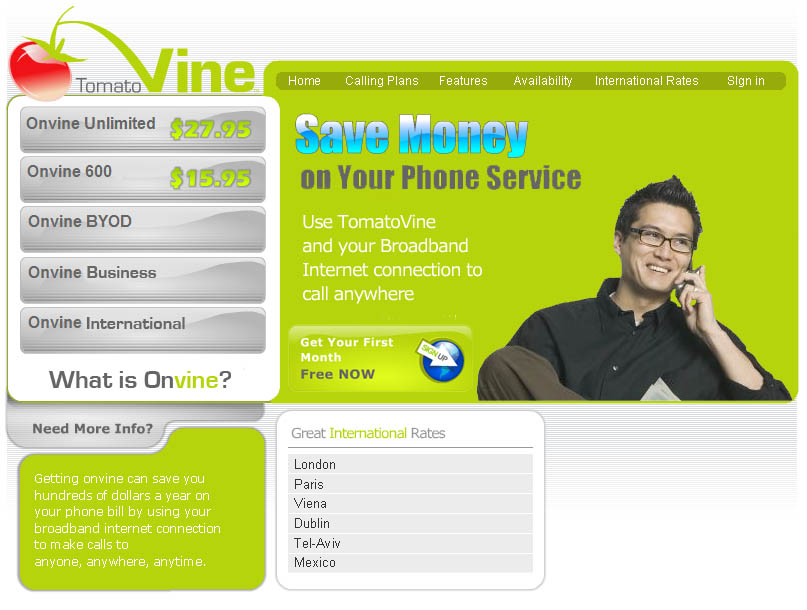 Tomato Vine
Home Calling Plans Features Availability International Rates SIgn in
Onvine Unlimited $27.95
Onvine 600 $15.95
Onvine BYOD
Onvine Business
Onvine International
What is Onvine?
Save Money
on Your Phone Service
Use TomatoVine
and your Broadband
Internet connection to
call anywhere
Get Your First
Month
Free NOW
SIGN UP
Need More Info?
Getting onvine can save you
hundreds of dollars a year on
your phone bill by using your
broadband internet connection
to make calls to
anyone, anywhere, anytime.
Great International Rates
London
Paris
Viena
Dublin
Tel-Aviv
Mexico